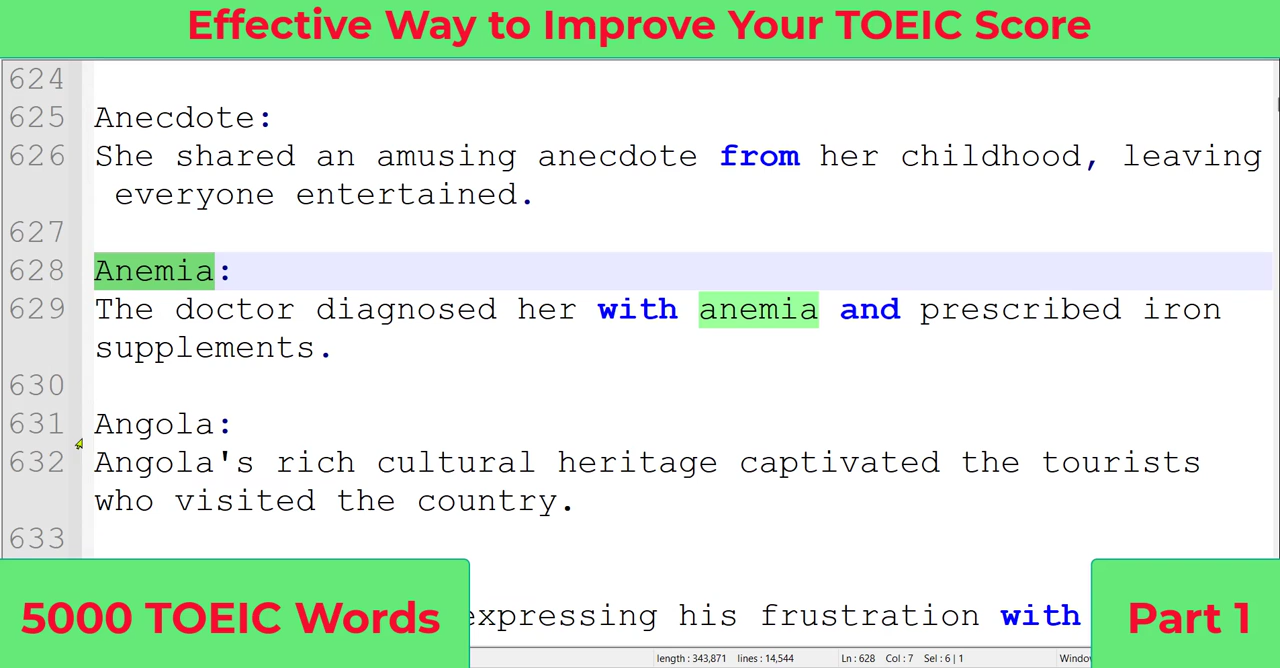 Effective Way to Improve Your TOEIC Score
624
625 Anecdote:
626 She shared an amusing anecdote from her childhood, leaving
everyone entertained.
627
628 Anemia:
629 The doctor diagnosed her with anemia and prescribed iron
supplements.
630
631 Angola:
632 Angola's rich cultural heritage captivated the tourists
who visited the country.
633
expressing his frustration with
5000 TOEIC Words
Part 1
length : 343,871 lines : 14,544 Ln : 628 Col : 7 Sel : 6 | 1